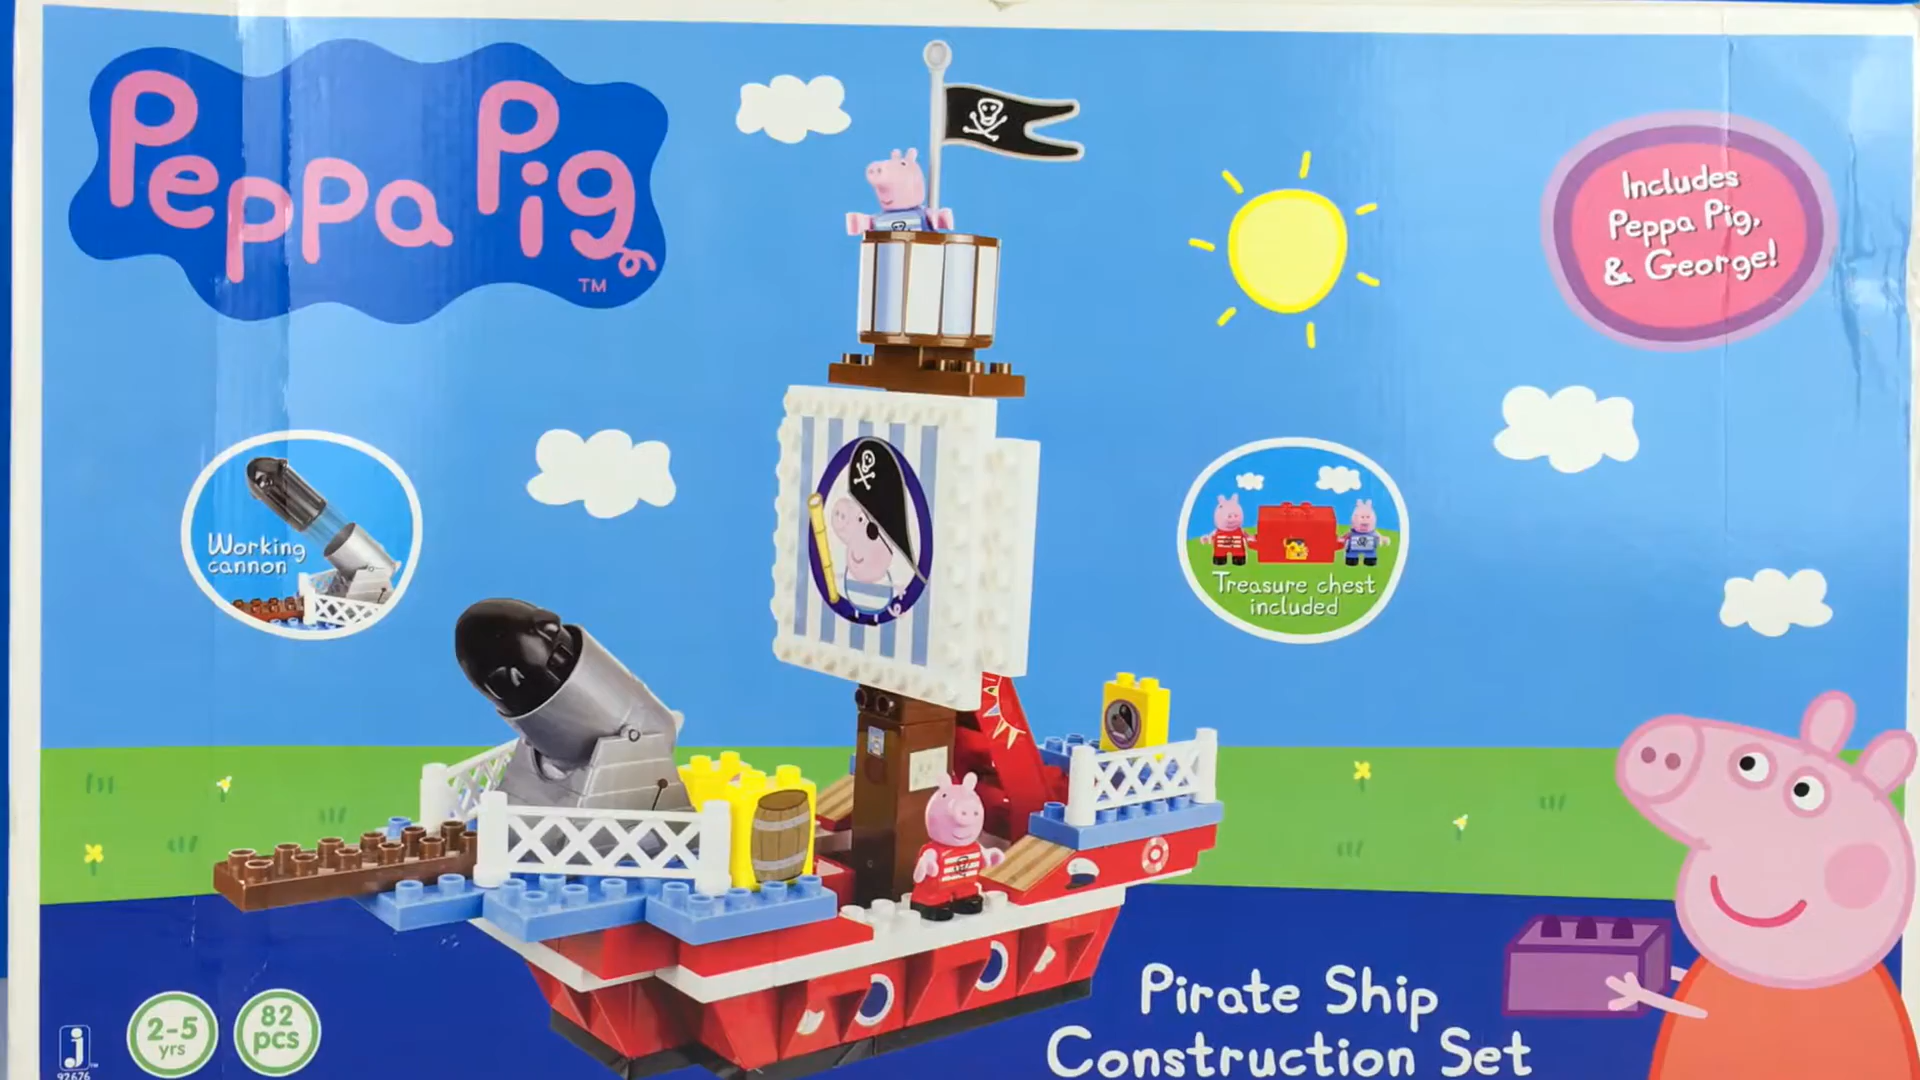 Peppa Pig
TM
Includes
Peppa Pig,
& George!
Working
cannon
Treasure chest
included
2-5
yrs
82
pcs
j
92676
Pirate Ship
Construction Set